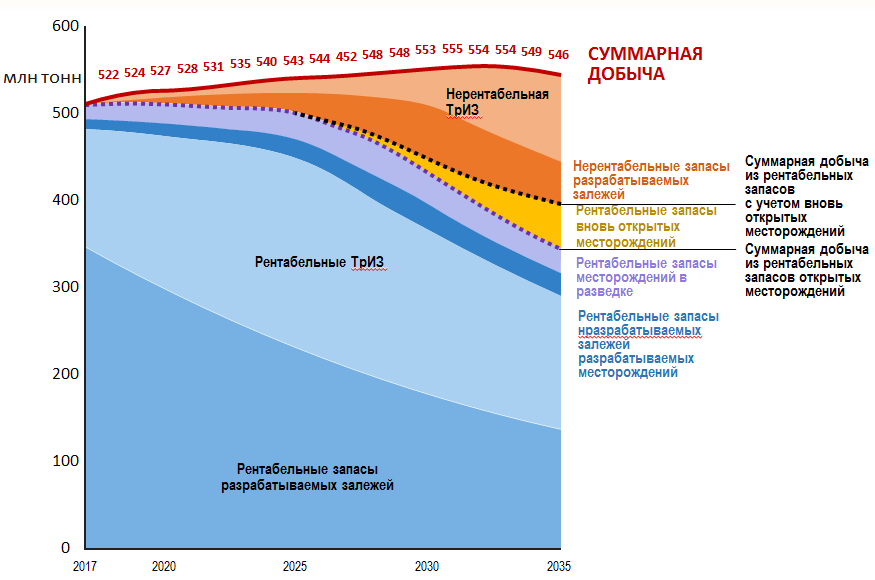 600
МЛН ТОНН
500
400
300
200
100
0
2017
2020
2025
2030
2035
522 524 527 528 531 535 540 543 544 452 548 548 553 555 554 554 549 546
СУММАРНАЯ
ДОБЫЧА
Нерентабельная
ТрИЗ
Рентабельные ТрИЗ
Рентабельные запасы
разрабатываемых залежей
Нерентабельные запасы
разрабатываемых
залежей
Рентабельные запасы
вновь открытых
месторождений
Рентабельные запасы
месторождений в
разведке
Рентабельные запасы
нразрабатываемых
залежей
разрабатываемых
месторождений
Суммарная добыча
из рентабельных
запасов
с учетом вновь
открытых
месторождений
Суммарная добыча
из рентабельных
запасов открытых
месторождений